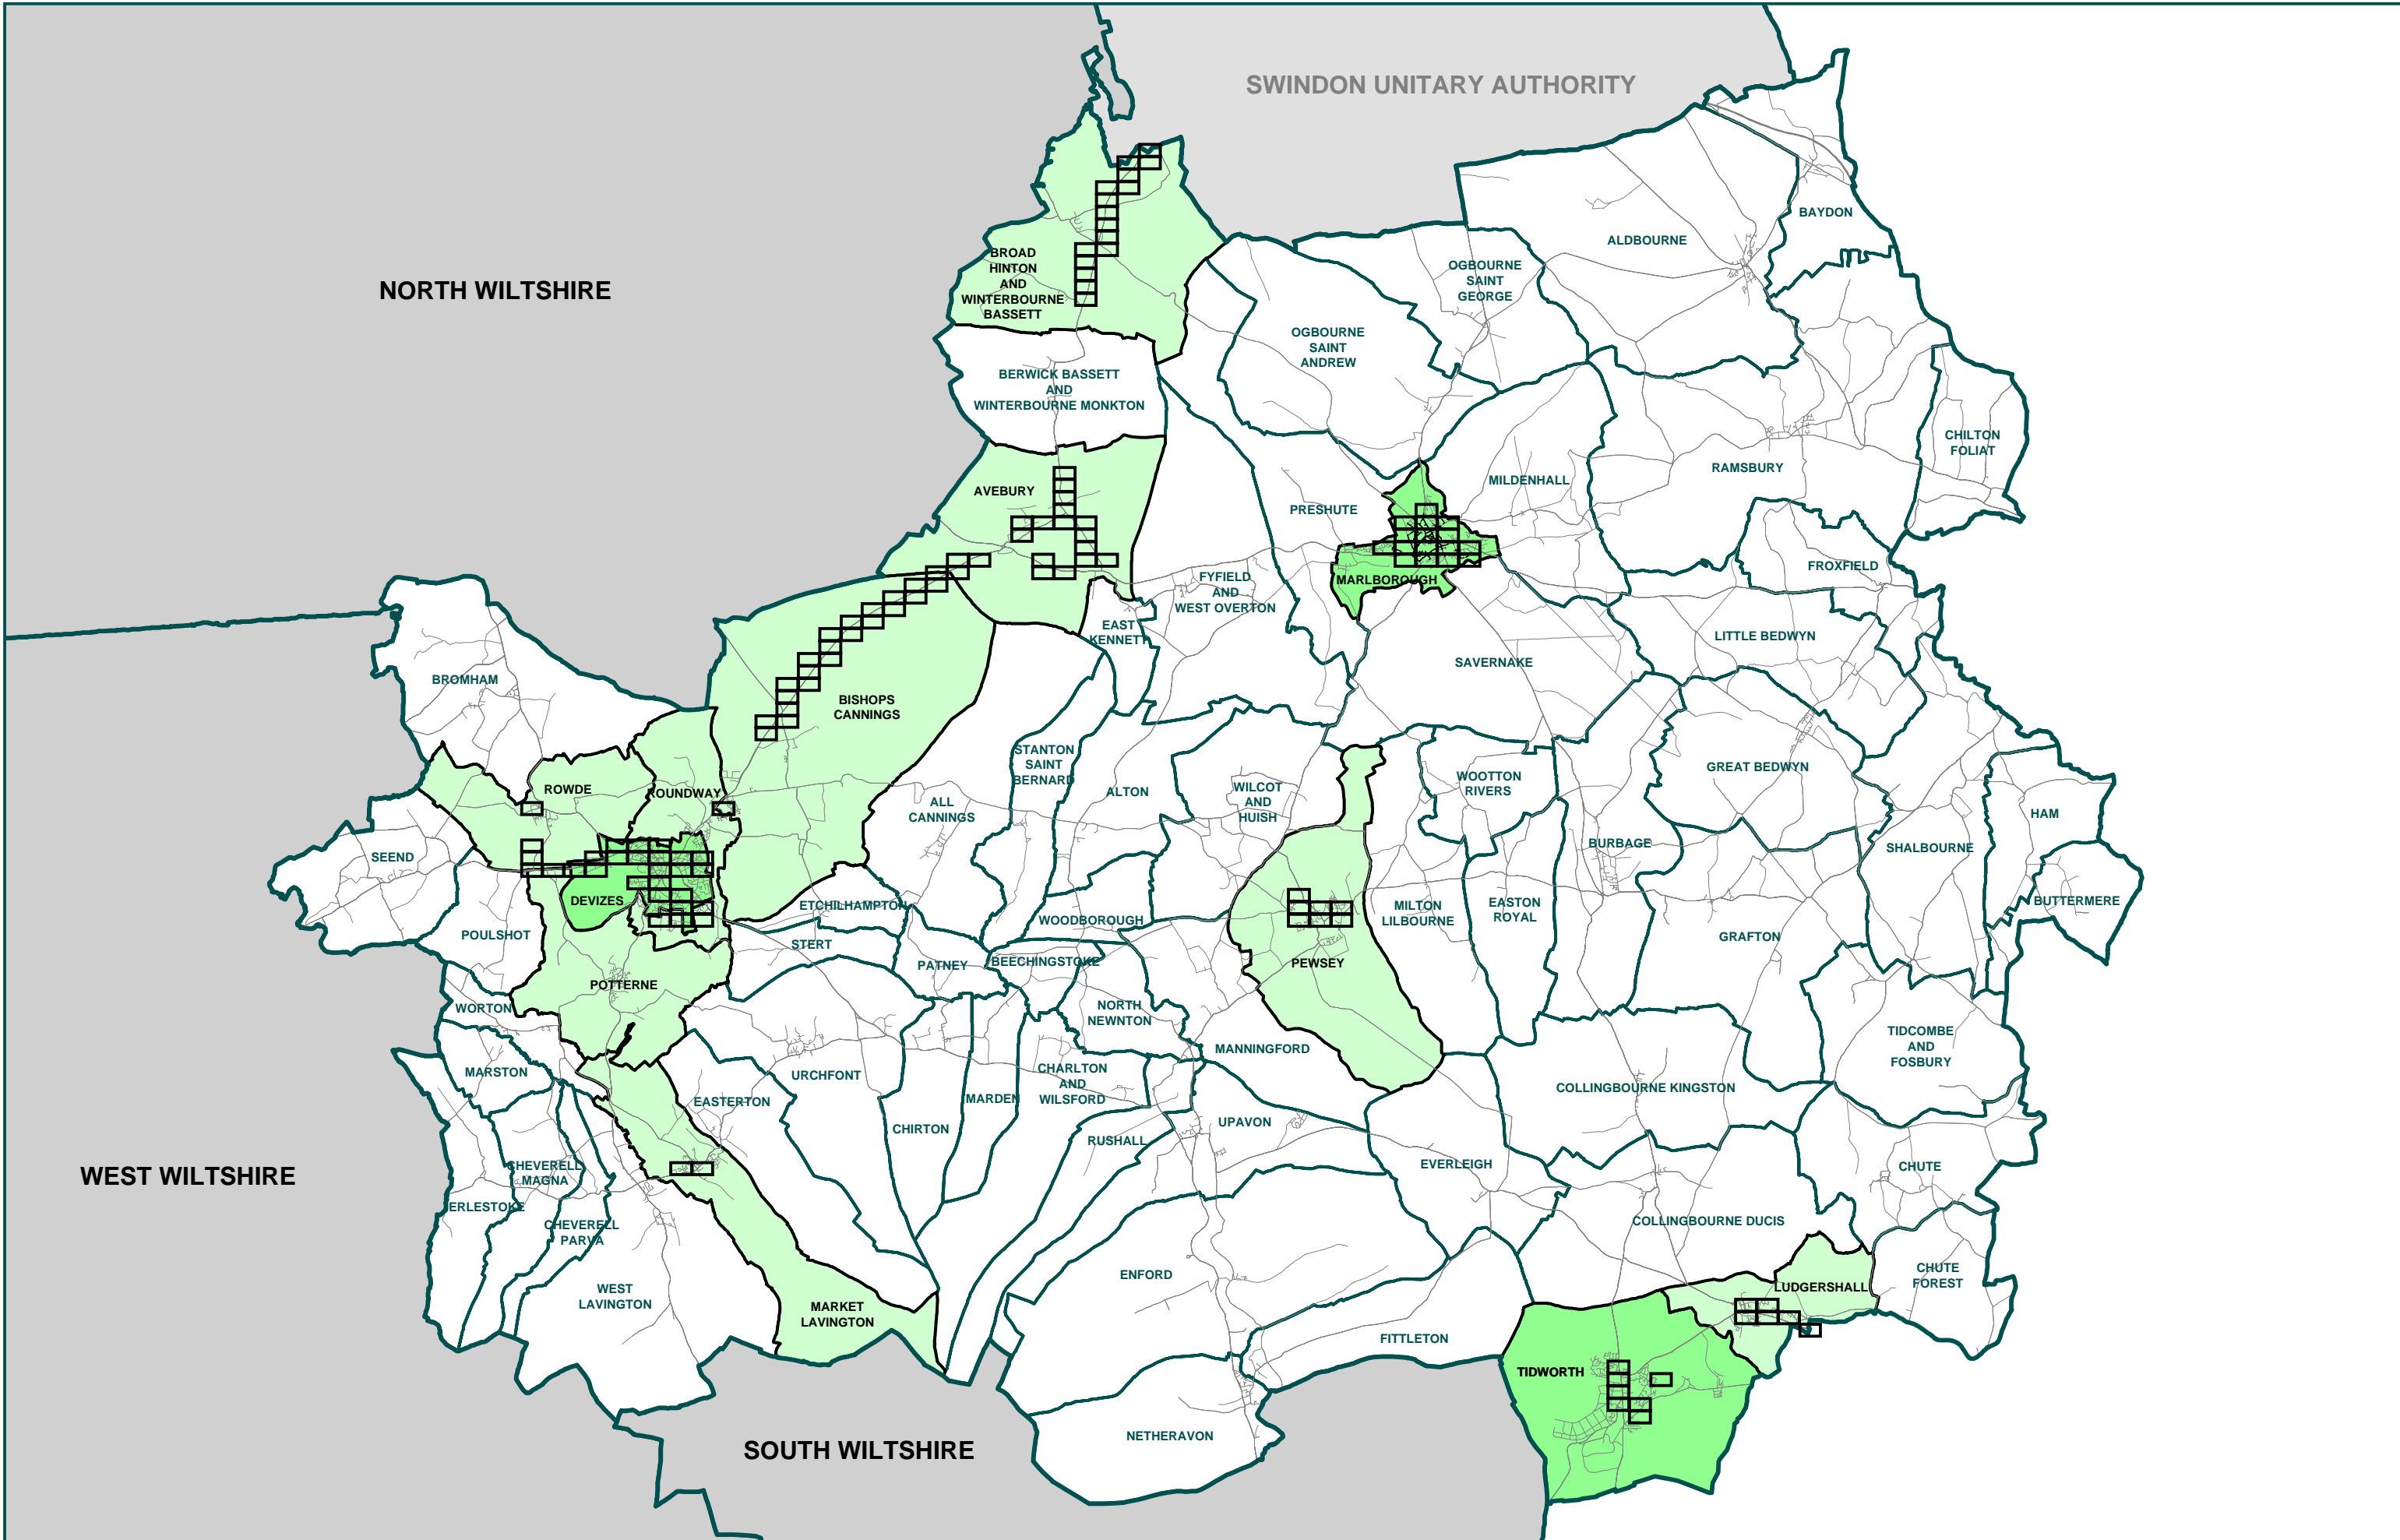 SWINDON UNITARY AUTHORITY
NORTH WILTSHIRE
BAYDON
ALDBOURNE
BROAD
HINTON
AND
WINTERBOURNE
BASSETT
OGBOURNE
SAINT
GEORGE
OGBOURNE
SAINT
ANDREW
BERWICK BASSETT
AND
WINTERBOURNE MONKTON
CHILTON
FOLIAT
RAMSBURY
MILDENHALL
AVEBURY
PRESHUTE
FROXFIELD
MARLBOROUGH
FYFIELD
AND
WEST OVERTON
EAST
KENNETT
LITTLE BEDWYN
SAVERNAKE
BROMHAM
BISHOPS
CANNINGS
STANTON
SAINT
BERNARD
GREAT BEDWYN
WOOTTON
RIVERS
ROWDE
ROUNDWAY
ALL
CANNINGS
ALTON
WILCOT
AND
HUISH
HAM
BURBAGE
SHALBOURNE
SEEND
DEVIZES
ETCHILHAMPTON
WOODBOROUGH
MILTON
LILBOURNE
EASTON
ROYAL
BUTTERMERE
POULSHOT
STERT
GRAFTON
PATNEY
BEECHINGSTOKE
PEWSEY
POTTERNE
WORTON
NORTH
NEWNTON
MANNINGFORD
TIDCOMBE
AND
FOSBURY
MARSTON
URCHFONT
CHARLTON
AND
WILSFORD
COLLINGBOURNE KINGSTON
EASTERTON
MARDEN
CHIRTON
UPAVON
RUSHALL
WEST WILTSHIRE
CHEVERELL
MAGNA
EVERLEIGH
CHUTE
ERLESTOKE
CHEVERELL
PARVA
COLLINGBOURNE DUCIS
ENFORD
WEST
LAVINGTON
CHUTE
FOREST
LUDGERSHALL
MARKET
LAVINGTON
FITTLETON
TIDWORTH
NETHERAVON
SOUTH WILTSHIRE